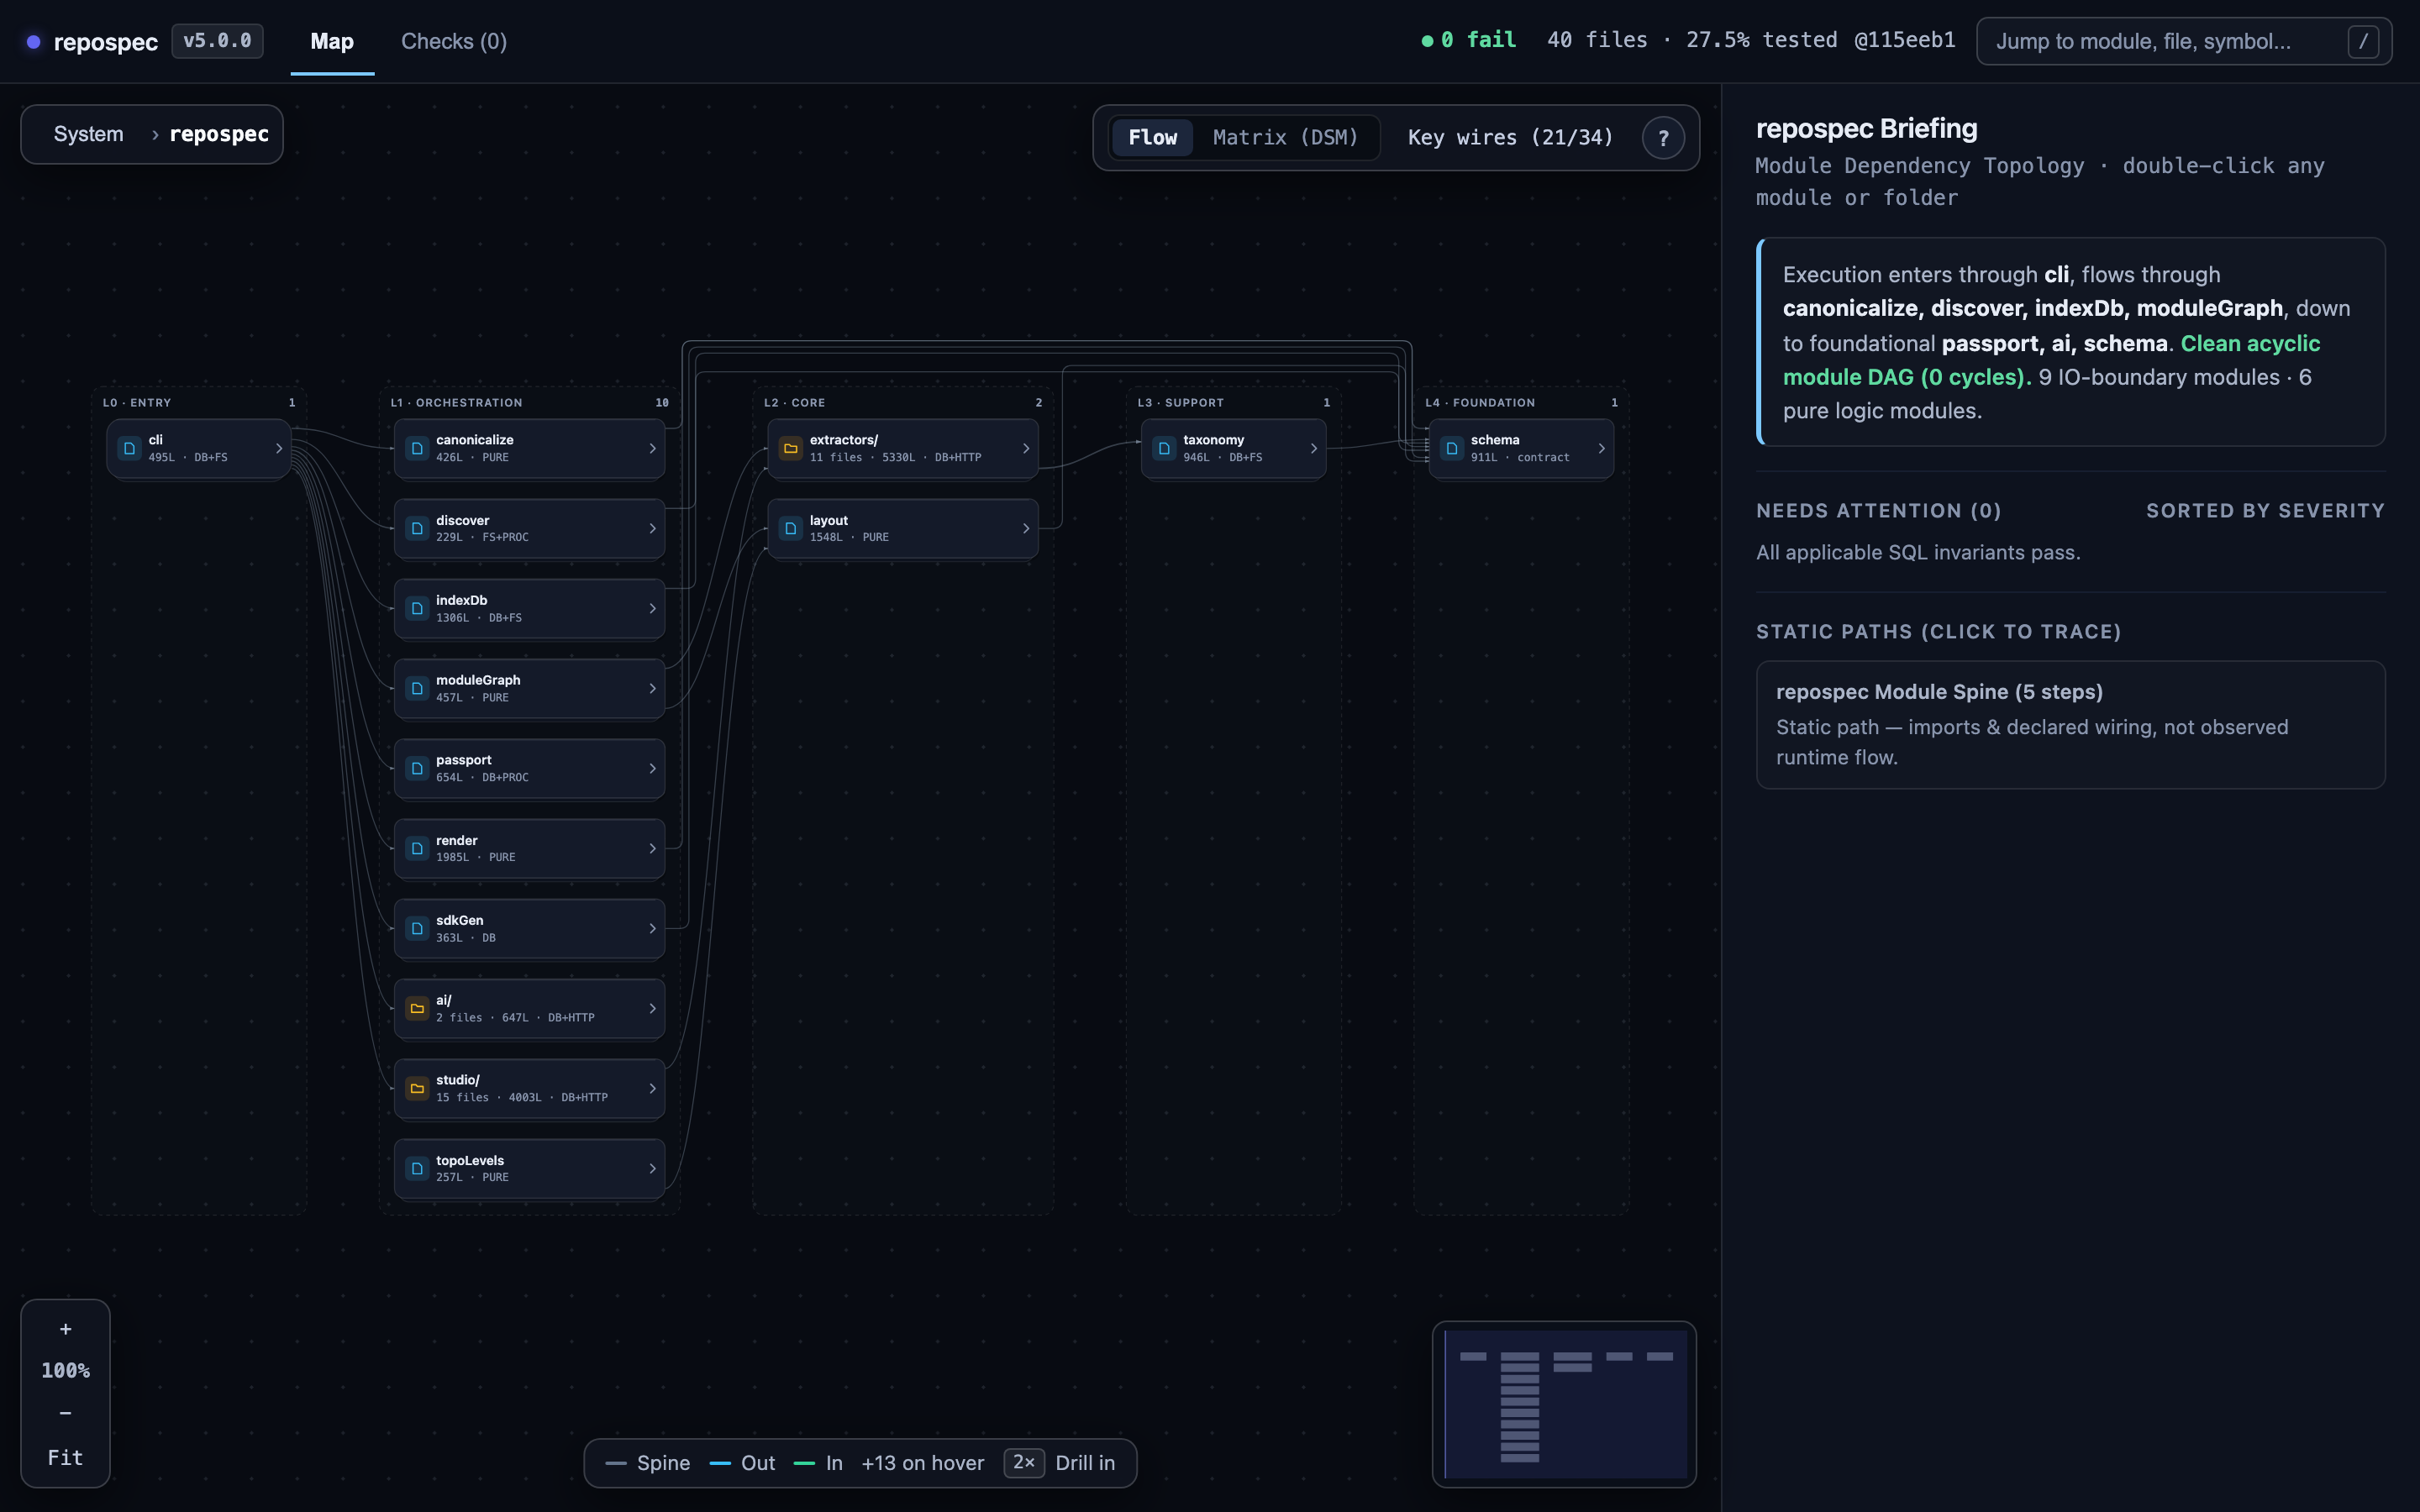 repospec v5.0.0 Map Checks (0) 0 fail 40 files · 27.5% tested @115eeb1 Jump to module, file, symbol... /
System › repospec
Flow Matrix (DSM) Key wires (21/34) ?
L0 · ENTRY 1
cli
495L · DB+FS
L1 · ORCHESTRATION 10
canonicalize
426L · PURE
discover
229L · FS+PROC
indexDb
1306L · DB+FS
moduleGraph
457L · PURE
passport
654L · DB+PROC
render
1985L · PURE
sdkGen
363L · DB
ai/
2 files · 647L · DB+HTTP
studio/
15 files · 4003L · DB+HTTP
topoLevels
257L · PURE
L2 · CORE 2
extractors/
11 files · 5330L · DB+HTTP
layout
1548L · PURE
L3 · SUPPORT 1
taxonomy
946L · DB+FS
L4 · FOUNDATION 1
schema
911L · contract
+
100%
−
Fit
Spine Out In +13 on hover 2× Drill in
repospec Briefing
Module Dependency Topology · double-click any
module or folder
Execution enters through cli, flows through
canonicalize, discover, indexDb, moduleGraph, down
to foundational passport, ai, schema. Clean acyclic
module DAG (0 cycles). 9 IO-boundary modules · 6
pure logic modules.
NEEDS ATTENTION (0) SORTED BY SEVERITY
All applicable SQL invariants pass.
STATIC PATHS (CLICK TO TRACE)
repospec Module Spine (5 steps)
Static path — imports & declared wiring, not observed
runtime flow.